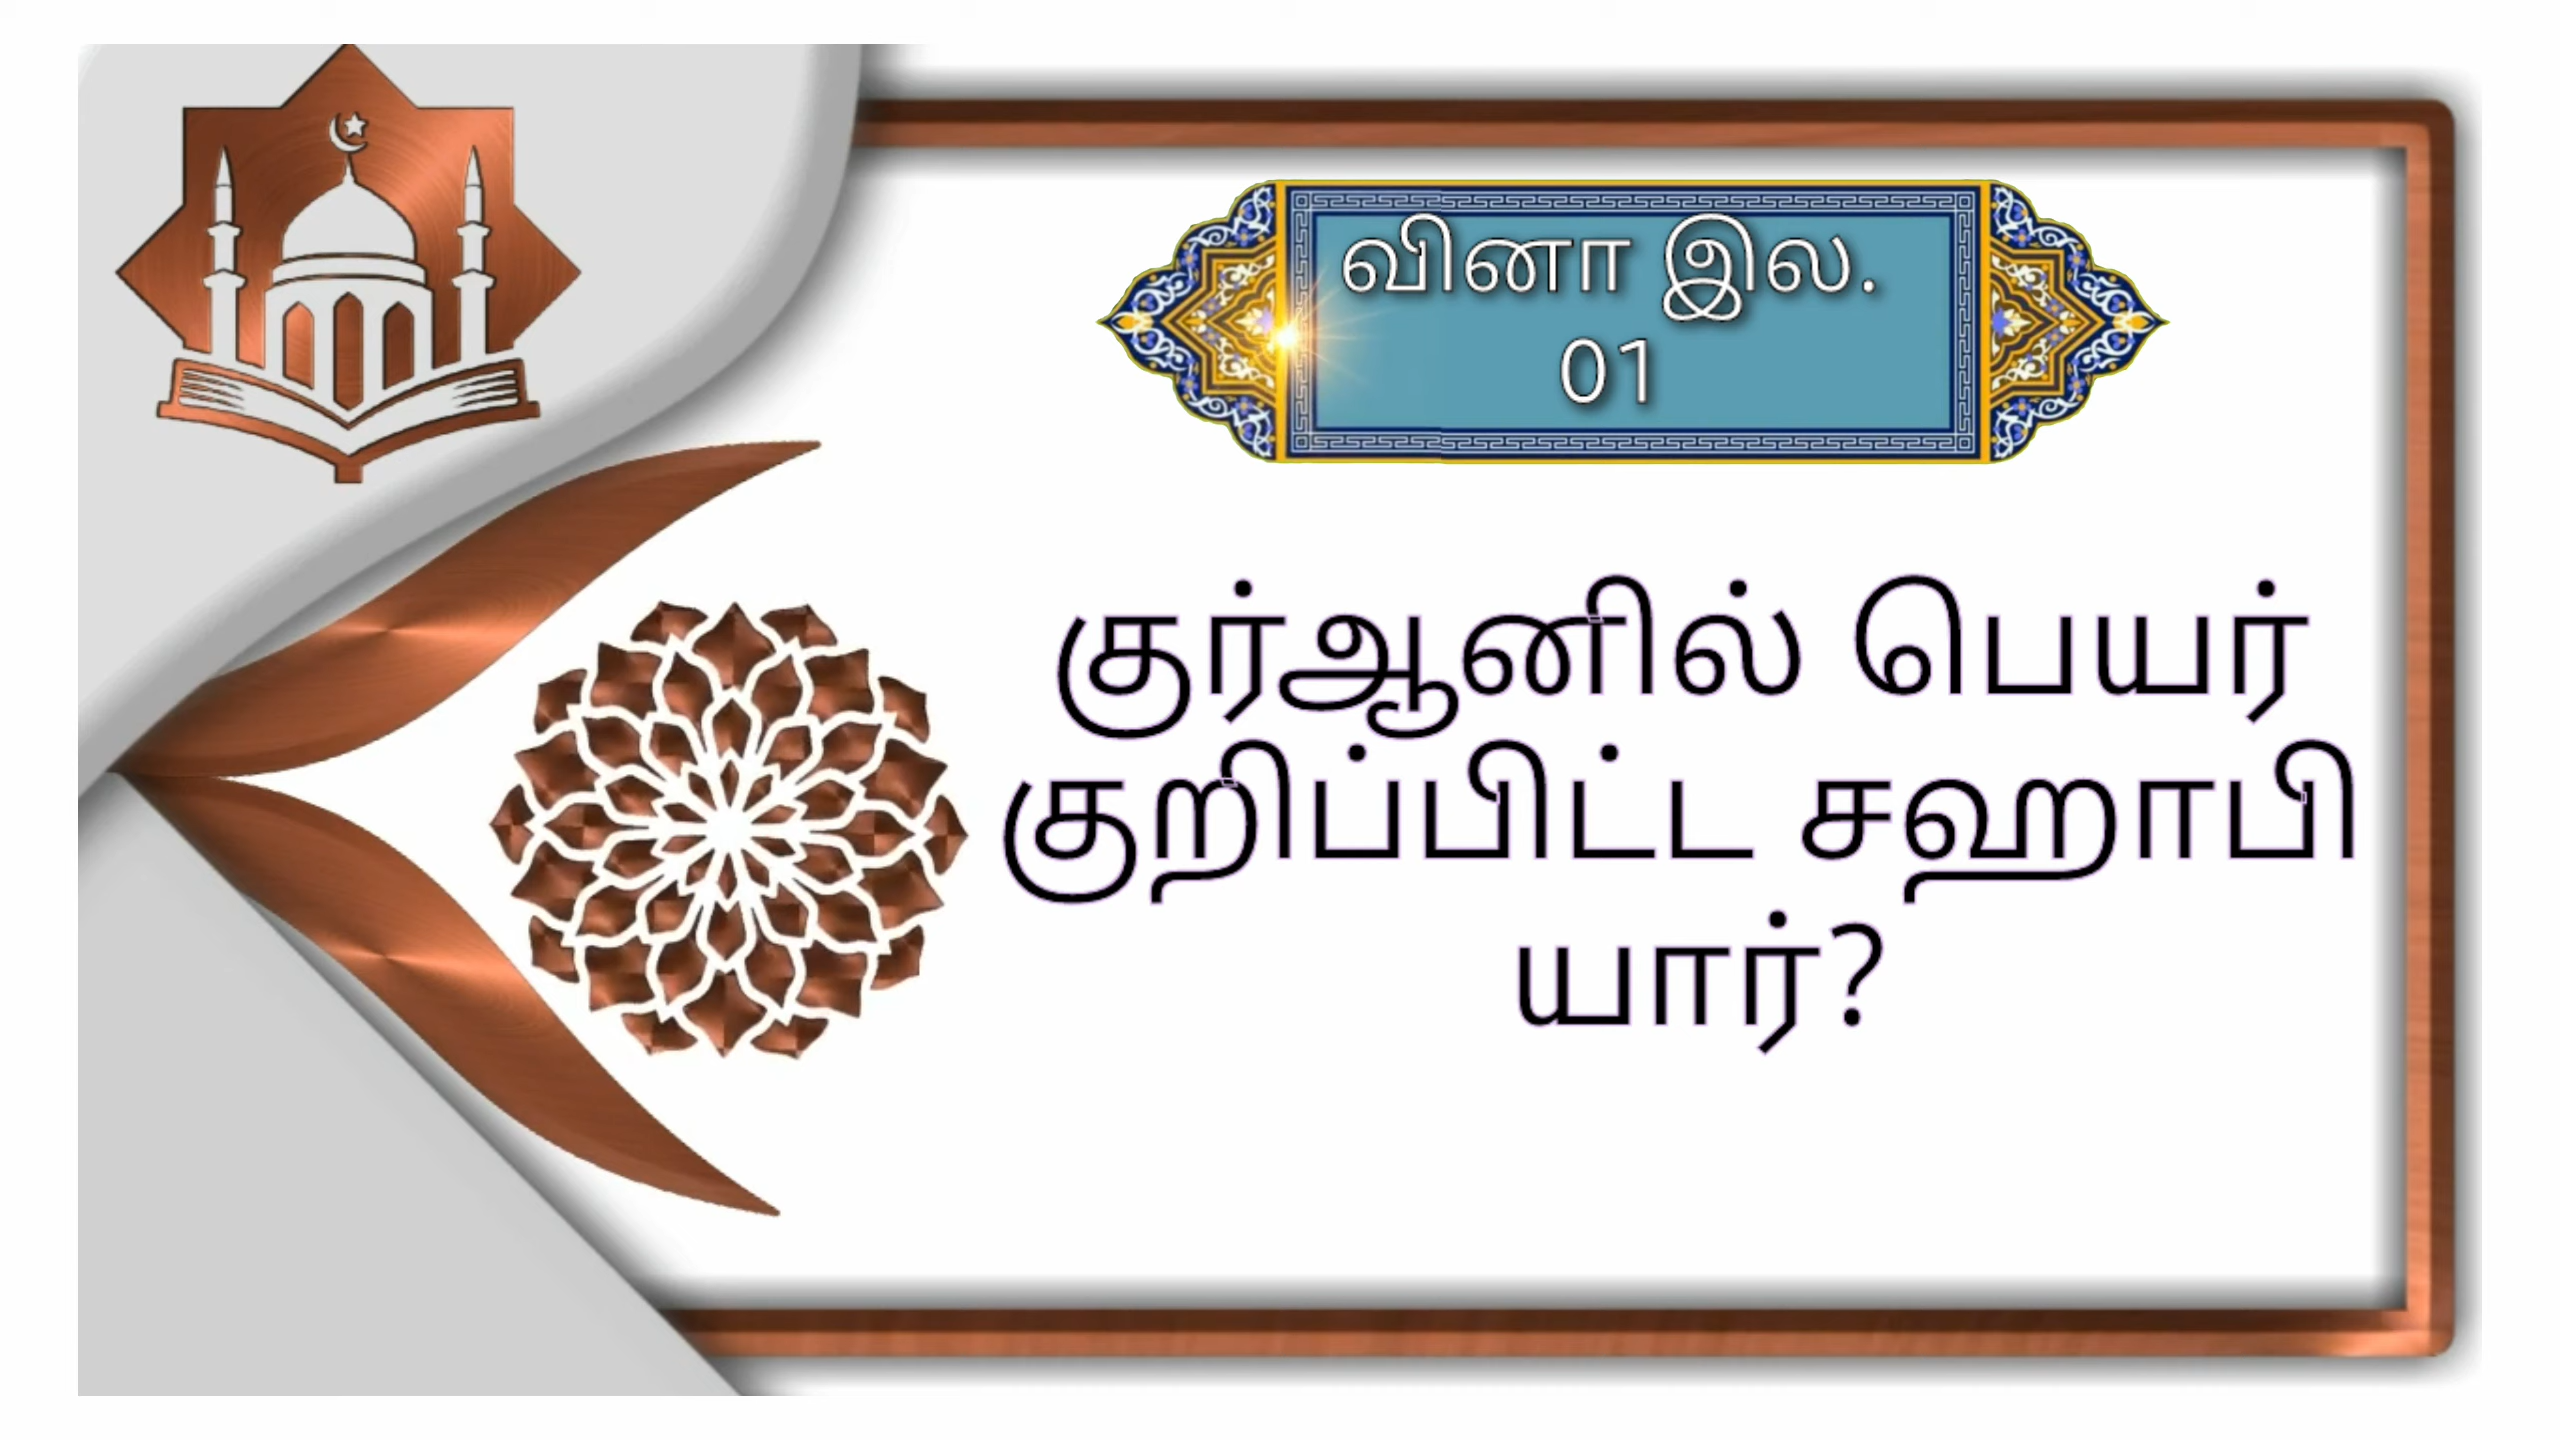 வினா இல.
01
குர்ஆனில் பெயர்
குறிப்பிட்ட சஹாபி
யார்?